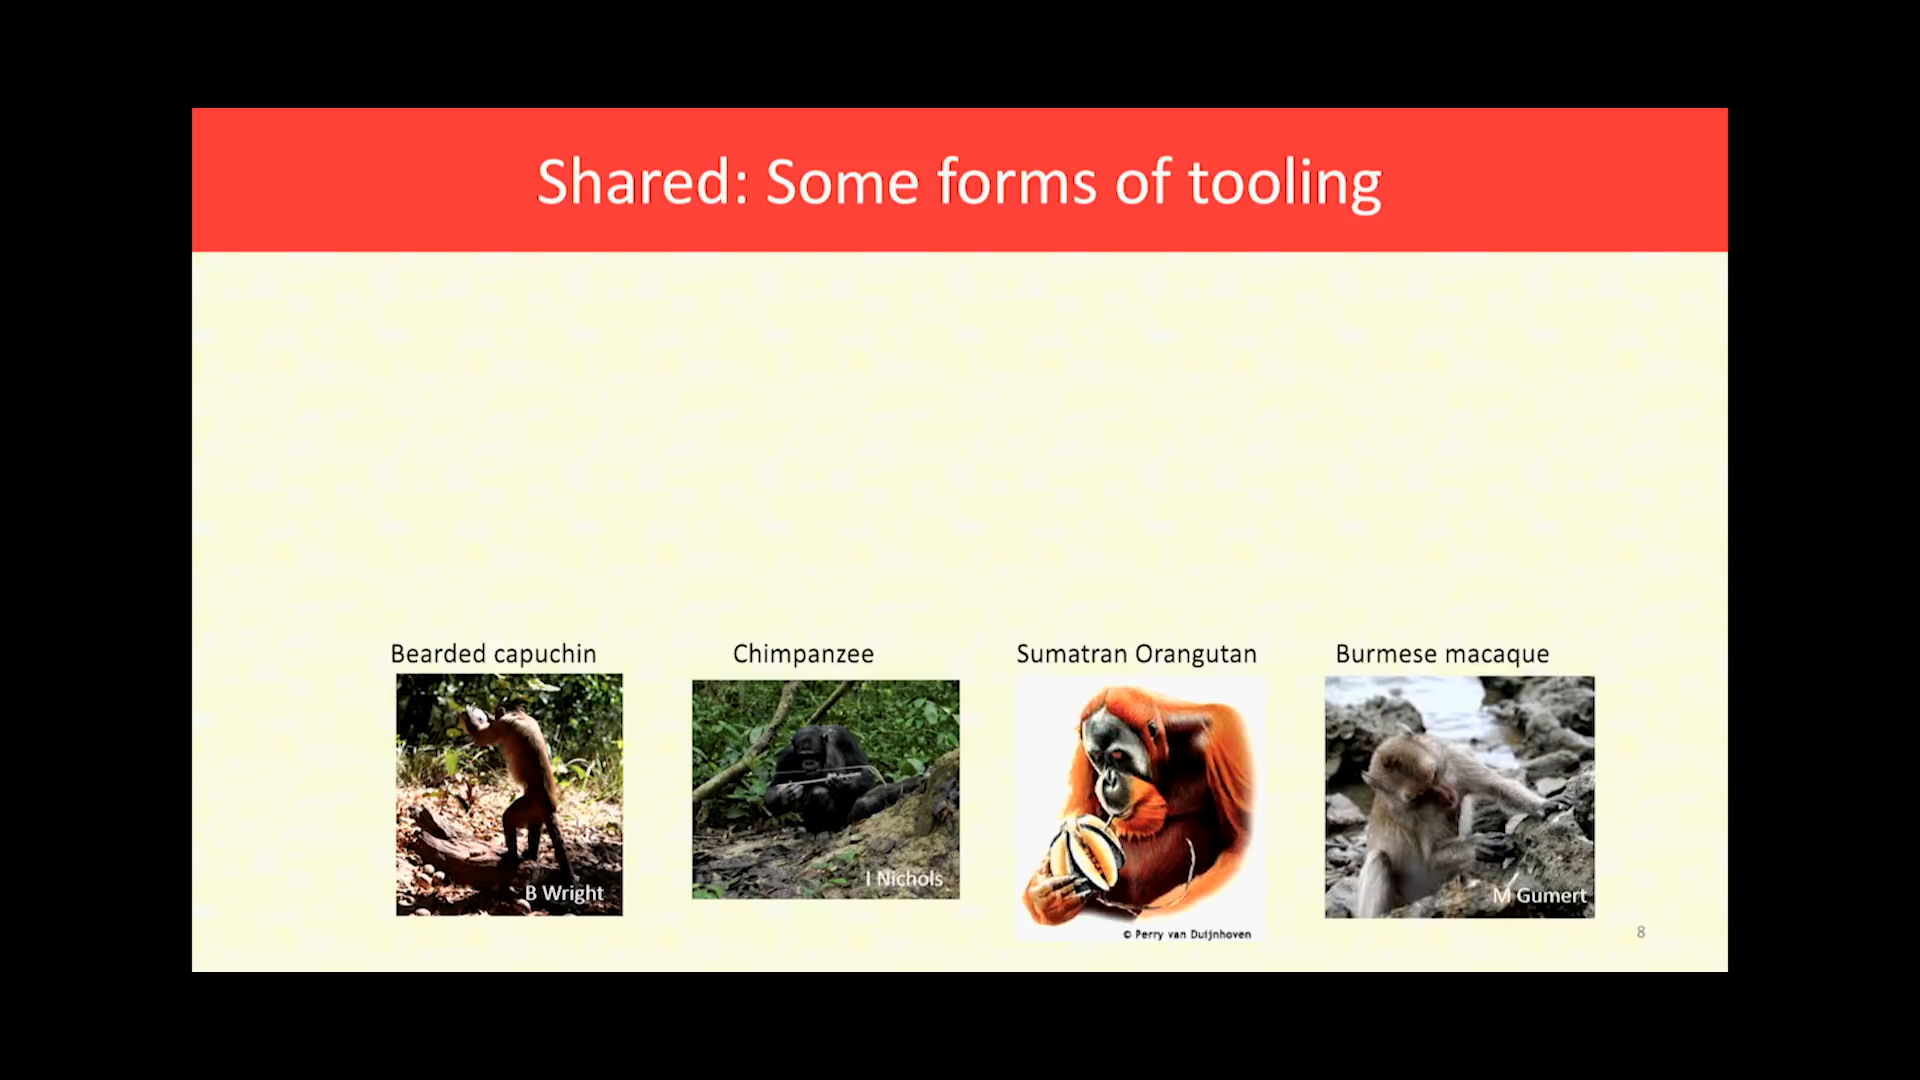 Shared: Some forms of tooling
Bearded capuchin
Chimpanzee
Sumatran Orangutan
Burmese macaque
B Wright
I Nichols
© Perry van Duijnhoven
M Gumert
8